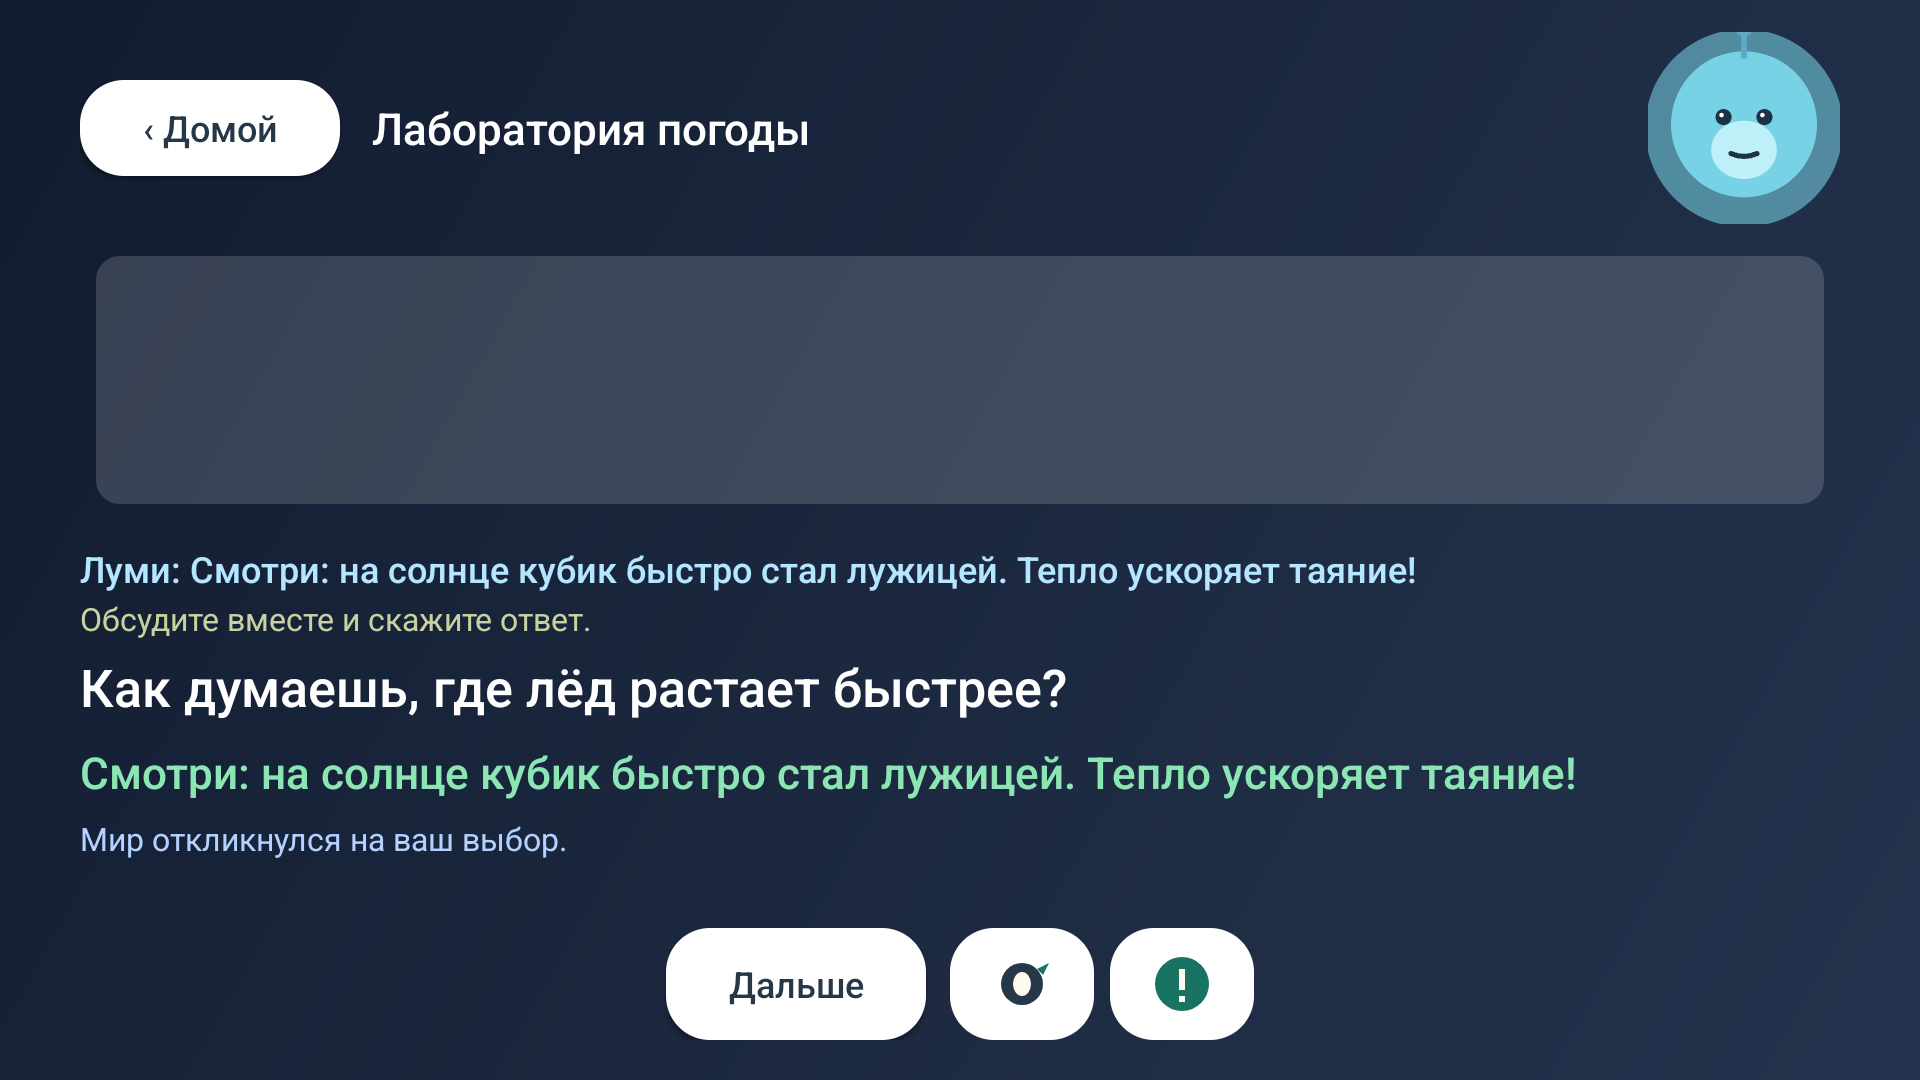 ‹ Домой
Лаборатория погоды
Луми: Смотри: на солнце кубик быстро стал лужицей. Тепло ускоряет таяние!
Обсудите вместе и скажите ответ.
Как думаешь, где лёд растает быстрее?
Смотри: на солнце кубик быстро стал лужицей. Тепло ускоряет таяние!
Мир откликнулся на ваш выбор.
Дальше